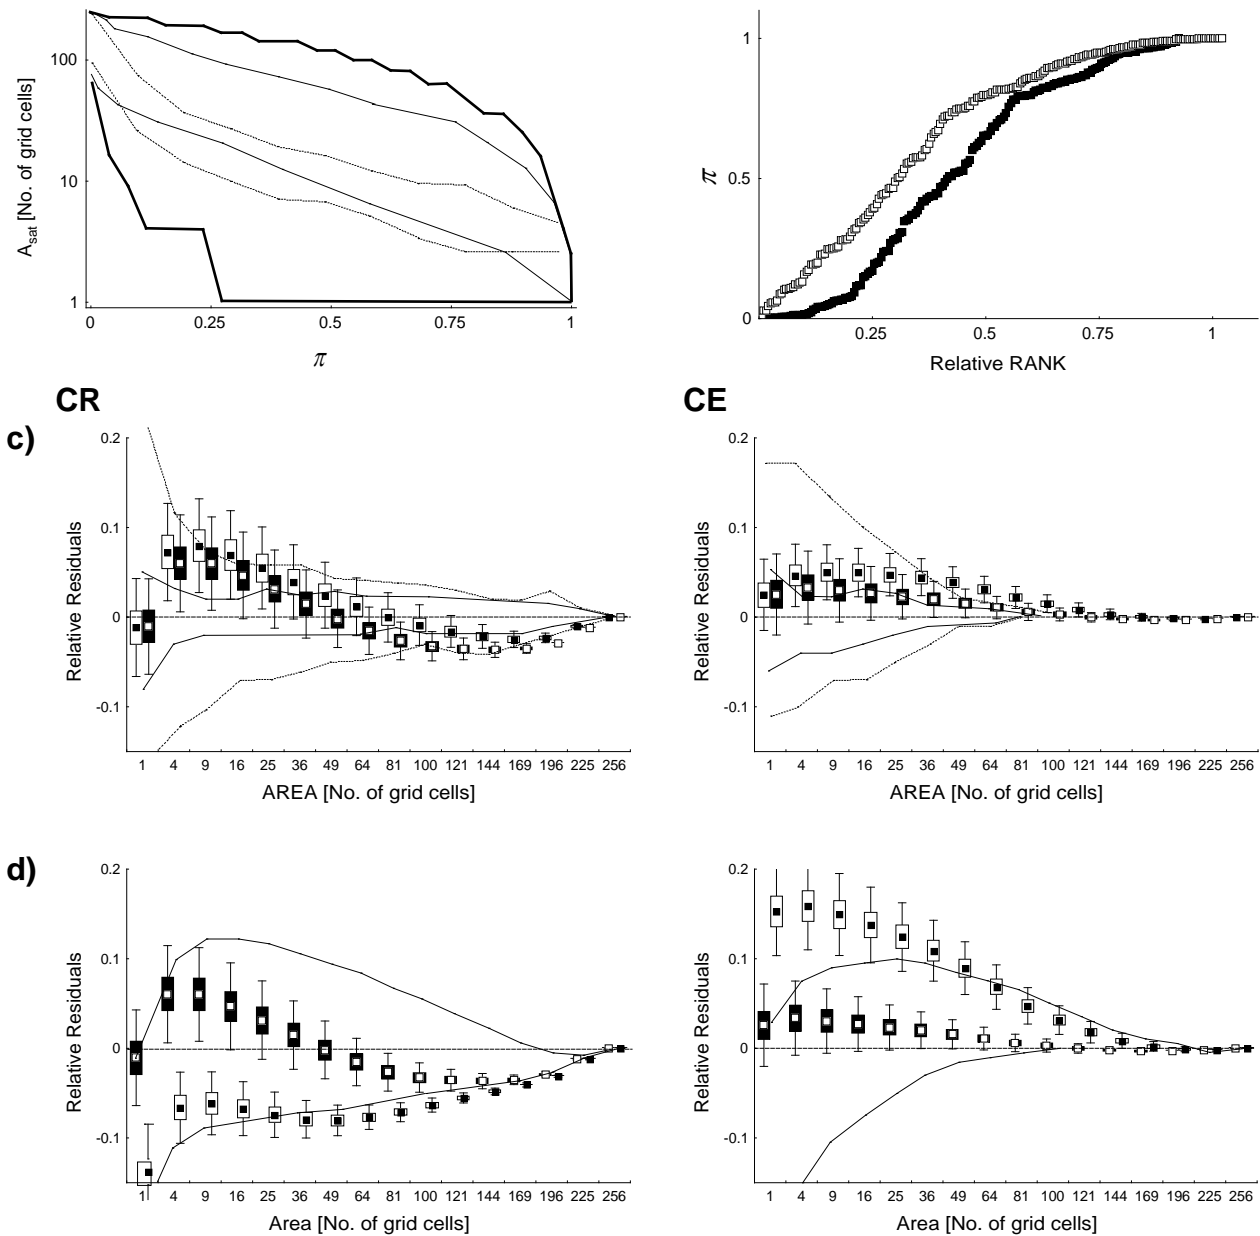 A_sat [No. of grid cells]
100
10
1
0 0.25 0.5 0.75 1
π
π
1
0.5
0
0.25 0.5 0.75 1
Relative RANK
CR
CE
c)
Relative Residuals
0.2
0.1
0
-0.1
1 4 9 16 25 36 49 64 81 100 121 144 169 196 225 256
AREA [No. of grid cells]
Relative Residuals
0.2
0.1
0
-0.1
1 4 9 16 25 36 49 64 81 100 121 144 169 196 225 256
AREA [No. of grid cells]
d)
Relative Residuals
0.2
0.1
0
-0.1
1 4 9 16 25 36 49 64 81 100 121 144 169 196 225 256
Area [No. of grid cells]
Relative Residuals
0.2
0.1
0
-0.1
1 4 9 16 25 36 49 64 81 100 121 144 169 196 225 256
Area [No. of grid cells]